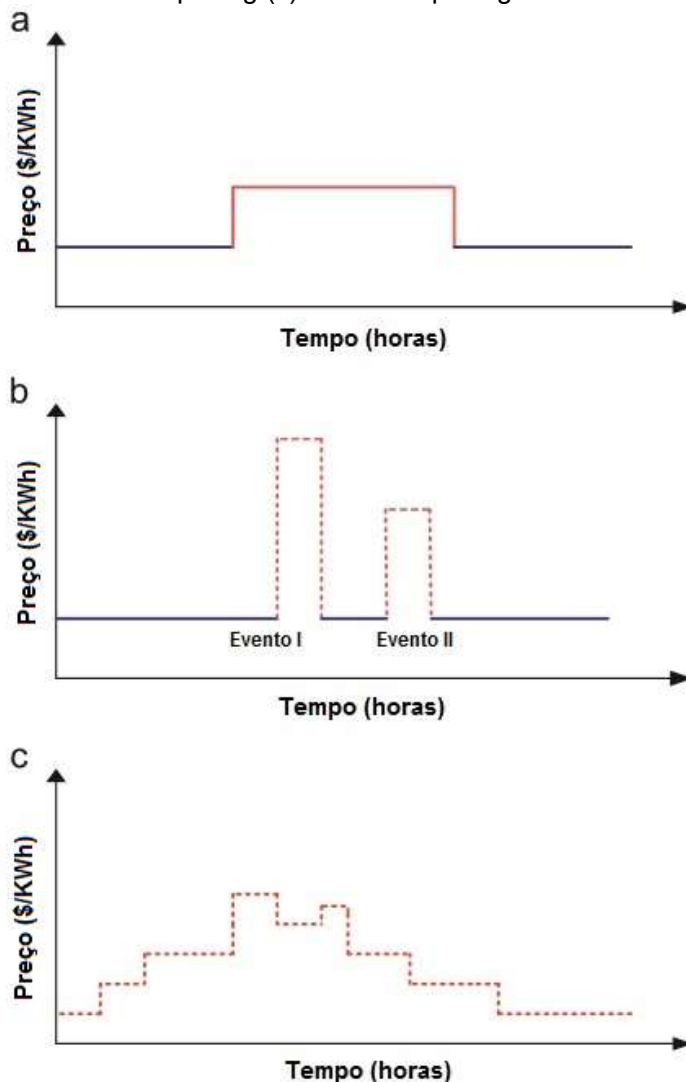 a
Preço ($/KWh)
Tempo (horas)
b
Preço ($/KWh)
Evento I
Evento II
Tempo (horas)
c
Preço ($/KWh)
Tempo (horas)